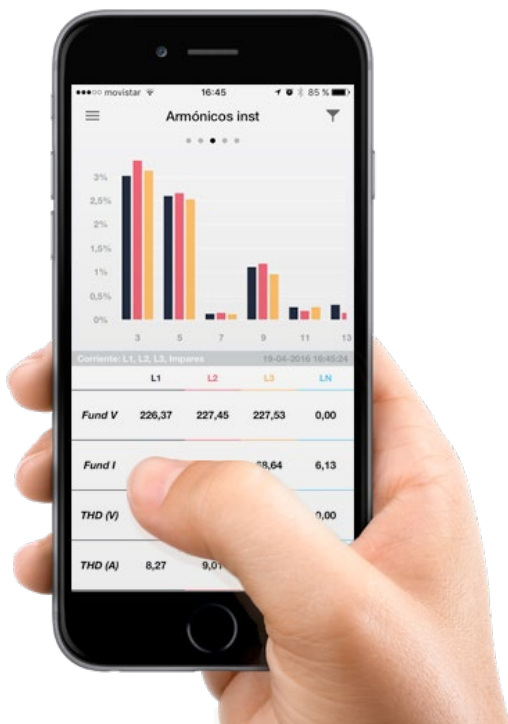 movistar 16:45 85 %
Armónicos inst
3%
2,5%
2%
1,5%
1%
0,5%
0%
3 5 7 9 11 13
Corriente: L1, L2, L3, Impares 19-04-2016 16:45:24
L1 L2 L3 LN
Fund V 226,37 227,45 227,53 0,00
Fund I 6,13
THD (V) 0,00
THD (A) 8,27 9,01